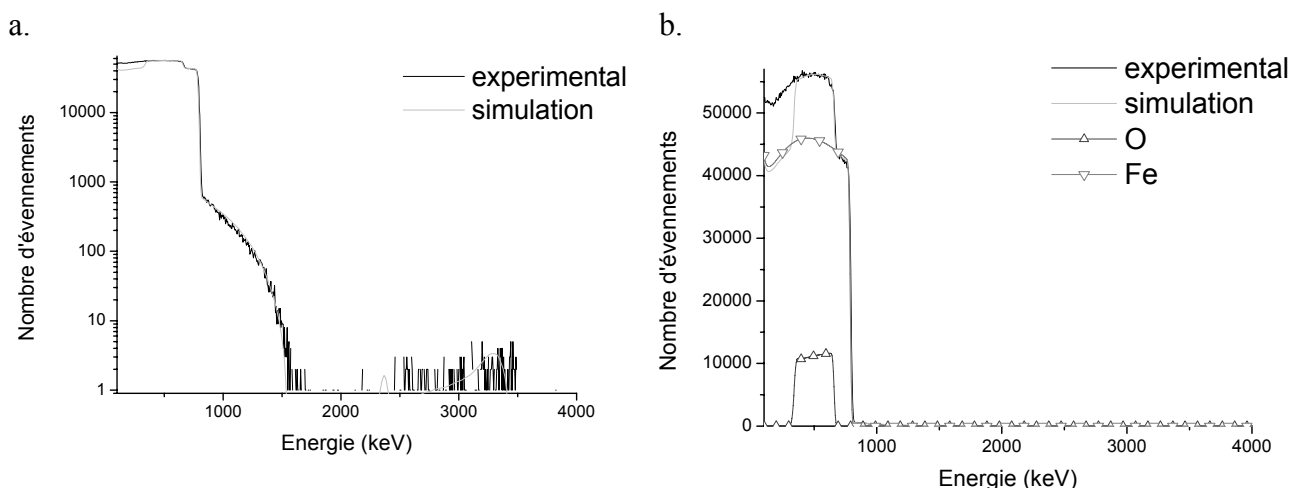 a.
10000
1000
100
10
1
1000
2000
3000
4000
Nombre d'évennements
Energie (keV)
experimental
simulation
b.
50000
40000
30000
20000
10000
0
1000
2000
3000
4000
Nombre d'évennements
Energie (keV)
experimental
simulation
O
Fe